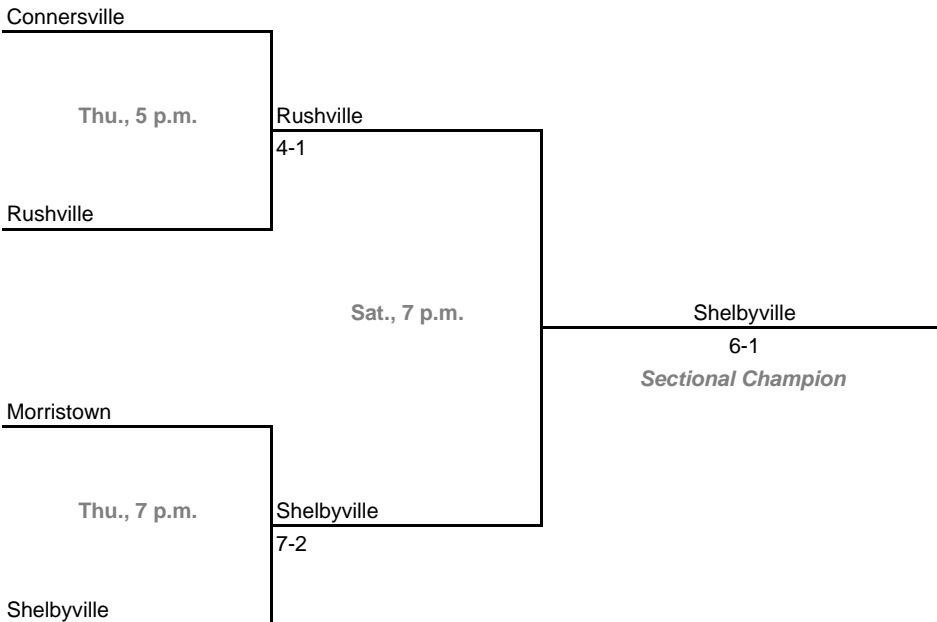 Connersville
Thu., 5 p.m.
Rushville
4-1
Rushville
Sat., 7 p.m.
Shelbyville
6-1
Sectional Champion
Morristown
Thu., 7 p.m.
Shelbyville
7-2
Shelbyville